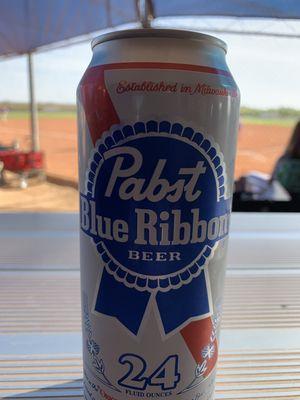 Established in Milwaukee
Pabst
Blue Ribbon
BEER
24
FLUID OUNCES